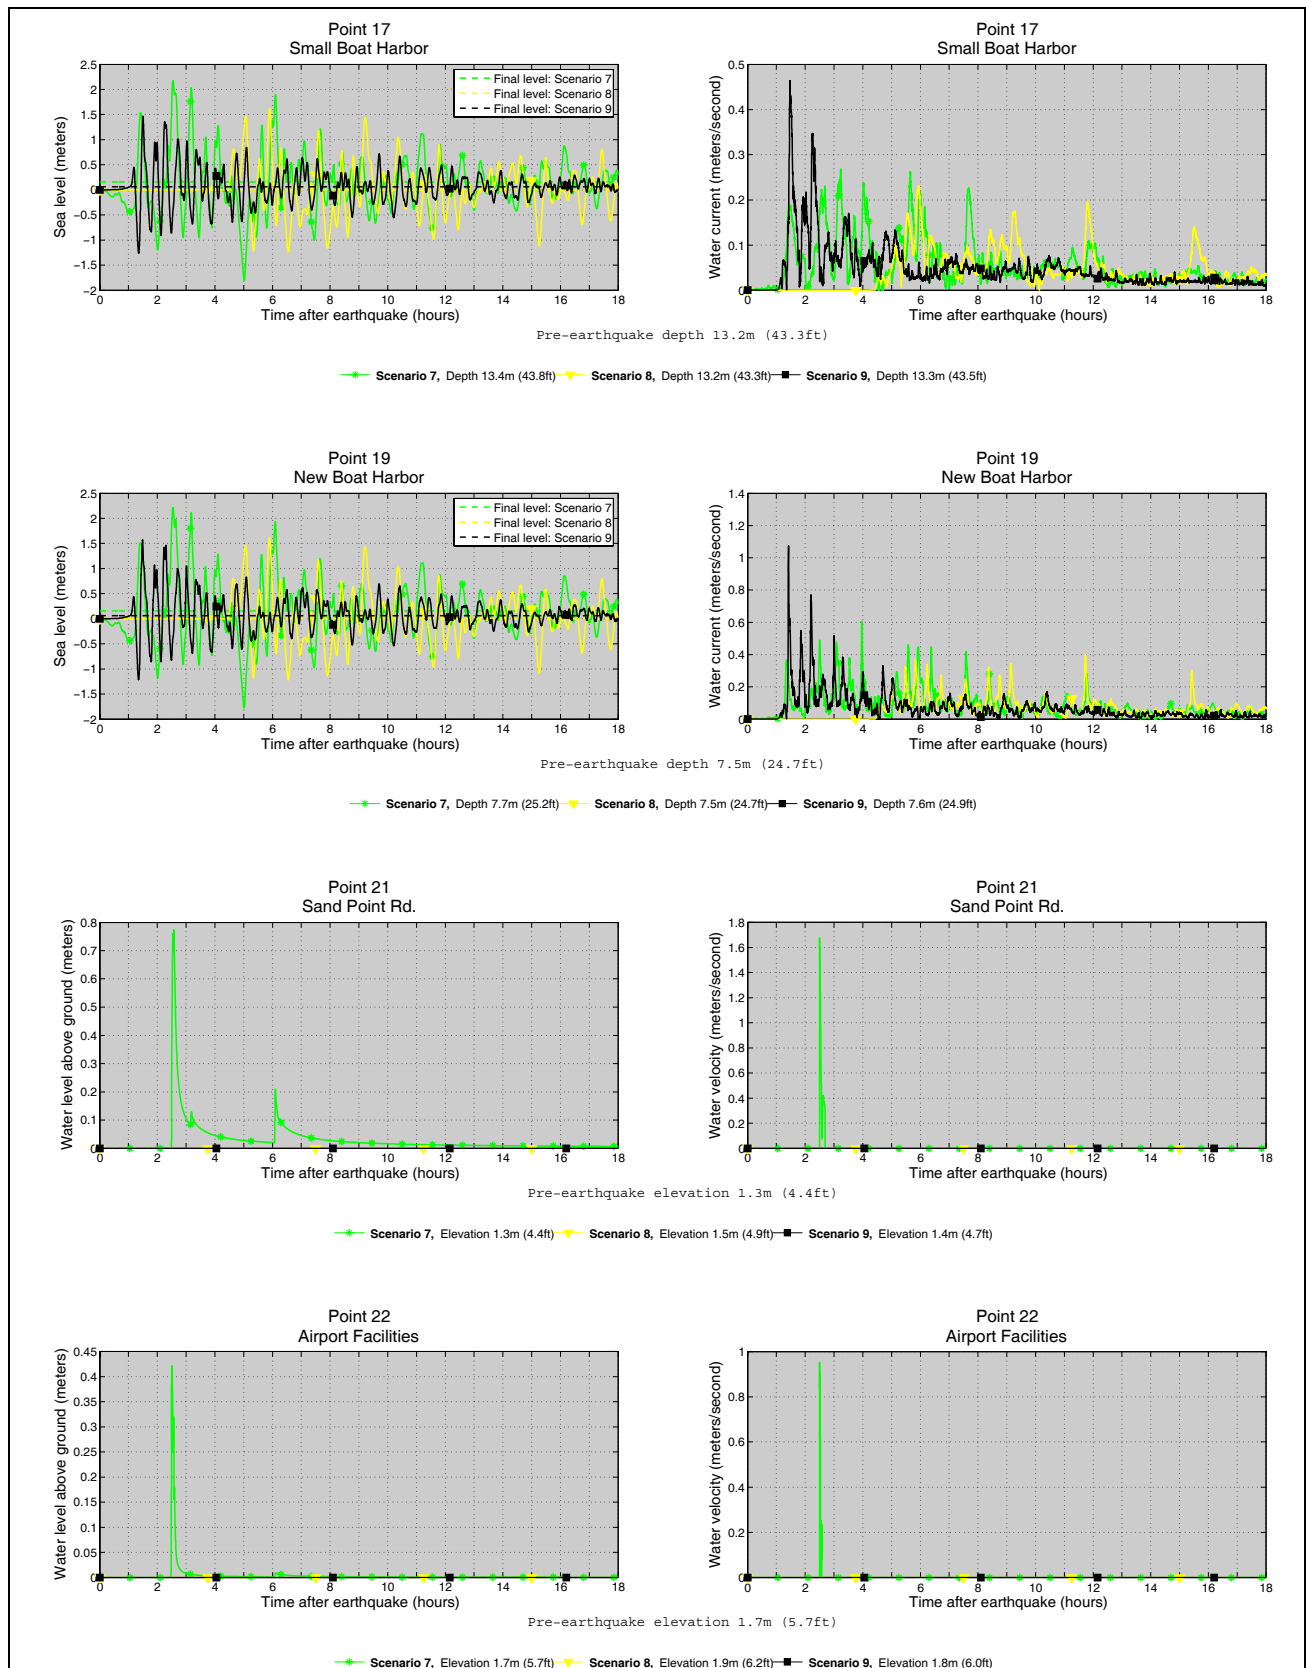 Point 17
Small Boat Harbor
Sea level (meters)
2.5
2
1.5
1
0.5
0
−0.5
−1
−1.5
−2
Final level: Scenario 7
Final level: Scenario 8
Final level: Scenario 9
0 2 4 6 8 10 12 14 16 18
Time after earthquake (hours)
Point 17
Small Boat Harbor
Water current (meters/second)
0.5
0.4
0.3
0.2
0.1
0
0 2 4 6 8 10 12 14 16 18
Time after earthquake (hours)
Pre-earthquake depth 13.2m (43.3ft)
Scenario 7, Depth 13.4m (43.8ft) Scenario 8, Depth 13.2m (43.3ft) Scenario 9, Depth 13.3m (43.5ft)
Point 19
New Boat Harbor
Sea level (meters)
2.5
2
1.5
1
0.5
0
−0.5
−1
−1.5
−2
Final level: Scenario 7
Final level: Scenario 8
Final level: Scenario 9
0 2 4 6 8 10 12 14 16 18
Time after earthquake (hours)
Point 19
New Boat Harbor
Water current (meters/second)
1.4
1.2
1
0.8
0.6
0.4
0.2
0
0 2 4 6 8 10 12 14 16 18
Time after earthquake (hours)
Pre-earthquake depth 7.5m (24.7ft)
Scenario 7, Depth 7.7m (25.2ft) Scenario 8, Depth 7.5m (24.7ft) Scenario 9, Depth 7.6m (24.9ft)
Point 21
Sand Point Rd.
Water level above ground (meters)
0.8
0.7
0.6
0.5
0.4
0.3
0.2
0.1
0
0 2 4 6 8 10 12 14 16 18
Time after earthquake (hours)
Point 21
Sand Point Rd.
Water velocity (meters/second)
1.8
1.6
1.4
1.2
1
0.8
0.6
0.4
0.2
0
0 2 4 6 8 10 12 14 16 18
Time after earthquake (hours)
Pre-earthquake elevation 1.3m (4.4ft)
Scenario 7, Elevation 1.3m (4.4ft) Scenario 8, Elevation 1.5m (4.9ft) Scenario 9, Elevation 1.4m (4.7ft)
Point 22
Airport Facilities
Water level above ground (meters)
0.45
0.4
0.35
0.3
0.25
0.2
0.15
0.1
0.05
0
0 2 4 6 8 10 12 14 16 18
Time after earthquake (hours)
Point 22
Airport Facilities
Water velocity (meters/second)
1
0.8
0.6
0.4
0.2
0
0 2 4 6 8 10 12 14 16 18
Time after earthquake (hours)
Pre-earthquake elevation 1.7m (5.7ft)
Scenario 7, Elevation 1.7m (5.7ft) Scenario 8, Elevation 1.9m (6.2ft) Scenario 9, Elevation 1.8m (6.0ft)